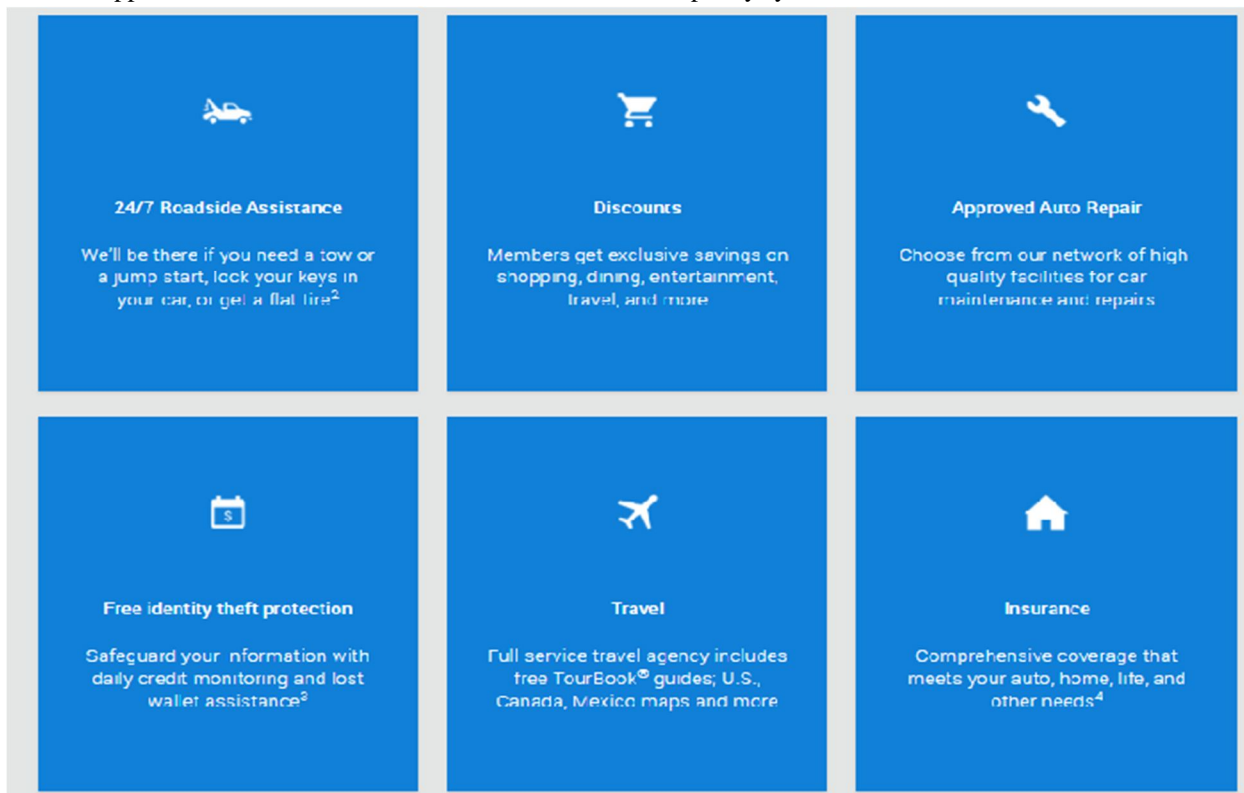 24/7 Roadside Assistance
We'll be there if you need a tow or
a jump start, lock your keys in
your car, or get a flat tire²
Discounts
Members get exclusive savings on
shopping, dining, entertainment,
travel, and more
Approved Auto Repair
Choose from our network of high
quality facilities for car
maintenance and repairs
$
Free identity theft protection
Safeguard your information with
daily credit monitoring and lost
wallet assistance³
Travel
Full service travel agency includes
free TourBook® guides; U.S.,
Canada, Mexico maps and more
Insurance
Comprehensive coverage that
meets your auto, home, life, and
other needs⁴